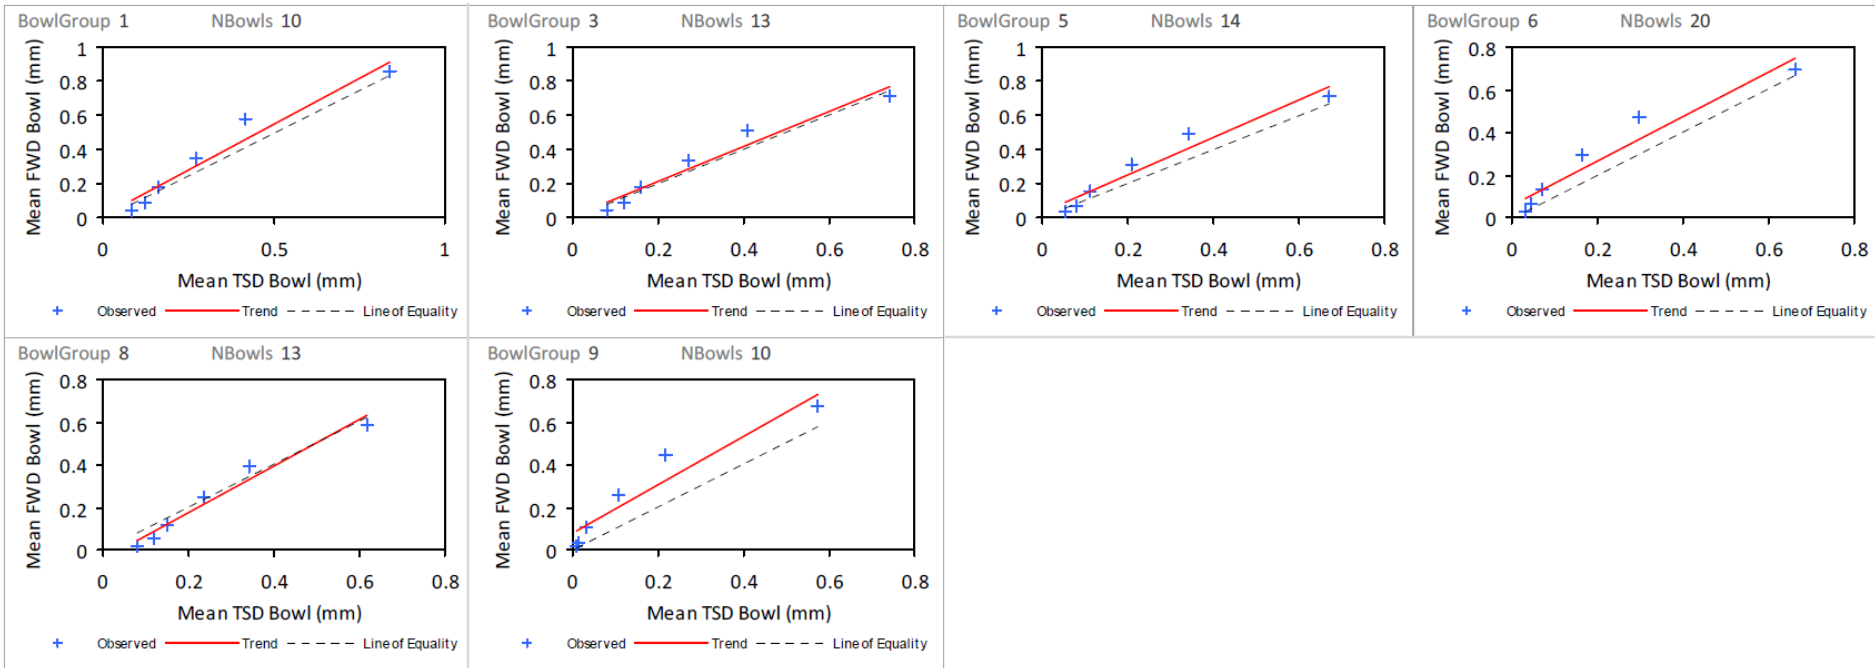 BowlGroup 1 NBowls 10
Mean FWD Bowl (mm)
1
0.8
0.6
0.4
0.2
0
0 0.5 1
Mean TSD Bowl (mm)
Observed Trend Line of Equality
BowlGroup 3 NBowls 13
Mean FWD Bowl (mm)
1
0.8
0.6
0.4
0.2
0
0 0.2 0.4 0.6 0.8
Mean TSD Bowl (mm)
Observed Trend Line of Equality
BowlGroup 5 NBowls 14
Mean FWD Bowl (mm)
1
0.8
0.6
0.4
0.2
0
0 0.2 0.4 0.6 0.8
Mean TSD Bowl (mm)
Observed Trend Line of Equality
BowlGroup 6 NBowls 20
Mean FWD Bowl (mm)
0.8
0.6
0.4
0.2
0
0 0.2 0.4 0.6 0.8
Mean TSD Bowl (mm)
Observed Trend Line of Equality
BowlGroup 8 NBowls 13
Mean FWD Bowl (mm)
0.8
0.6
0.4
0.2
0
0 0.2 0.4 0.6 0.8
Mean TSD Bowl (mm)
Observed Trend Line of Equality
BowlGroup 9 NBowls 10
Mean FWD Bowl (mm)
0.8
0.6
0.4
0.2
0
0 0.2 0.4 0.6 0.8
Mean TSD Bowl (mm)
Observed Trend Line of Equality